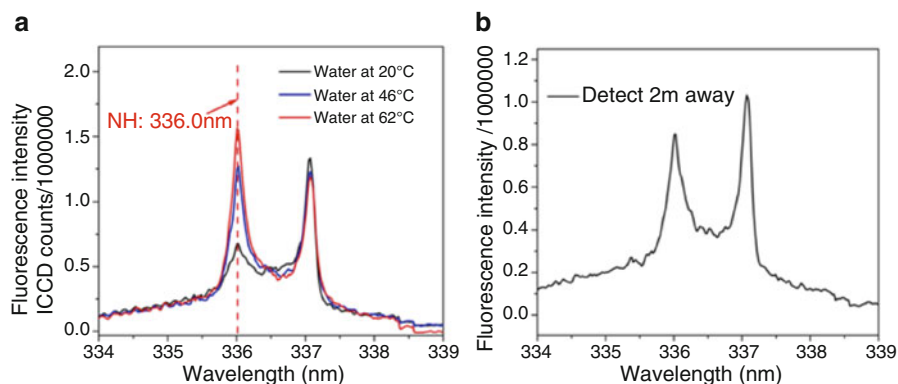 a
2.0
1.5
1.0
0.5
0.0
Fluorescence intensity
ICCD counts/1000000
Water at 20°C
Water at 46°C
Water at 62°C
NH: 336.0nm
334 335 336 337 338 339
Wavelength (nm)
b
1.2
1.0
0.8
0.6
0.4
0.2
0.0
Fluorescence intensity /1000000
Detect 2m away
334 335 336 337 338 339
Wavelength (nm)